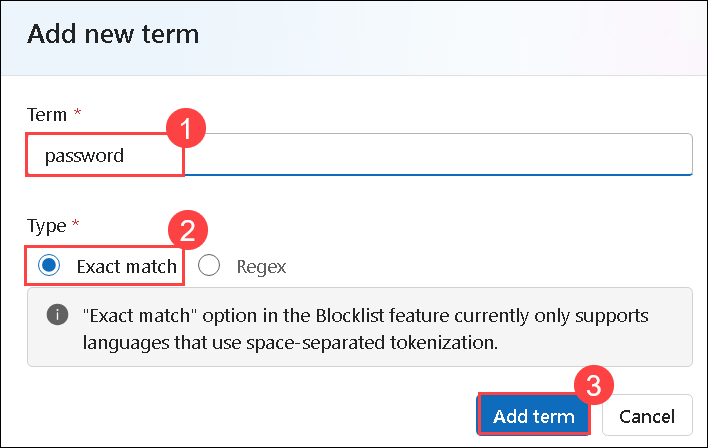 Add new term
Term *
1
password
Type *
2
Exact match
Regex
"Exact match" option in the Blocklist feature currently only supports
languages that use space-separated tokenization.
3
Add term
Cancel